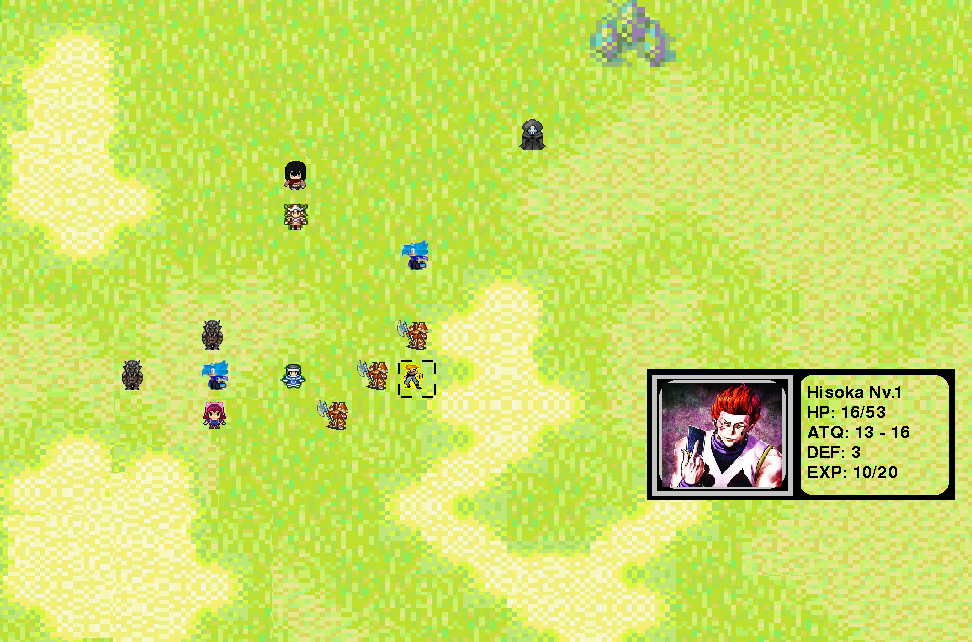 Hisoka Nv.1
HP: 16/53
ATQ: 13 - 16
DEF: 3
EXP: 10/20